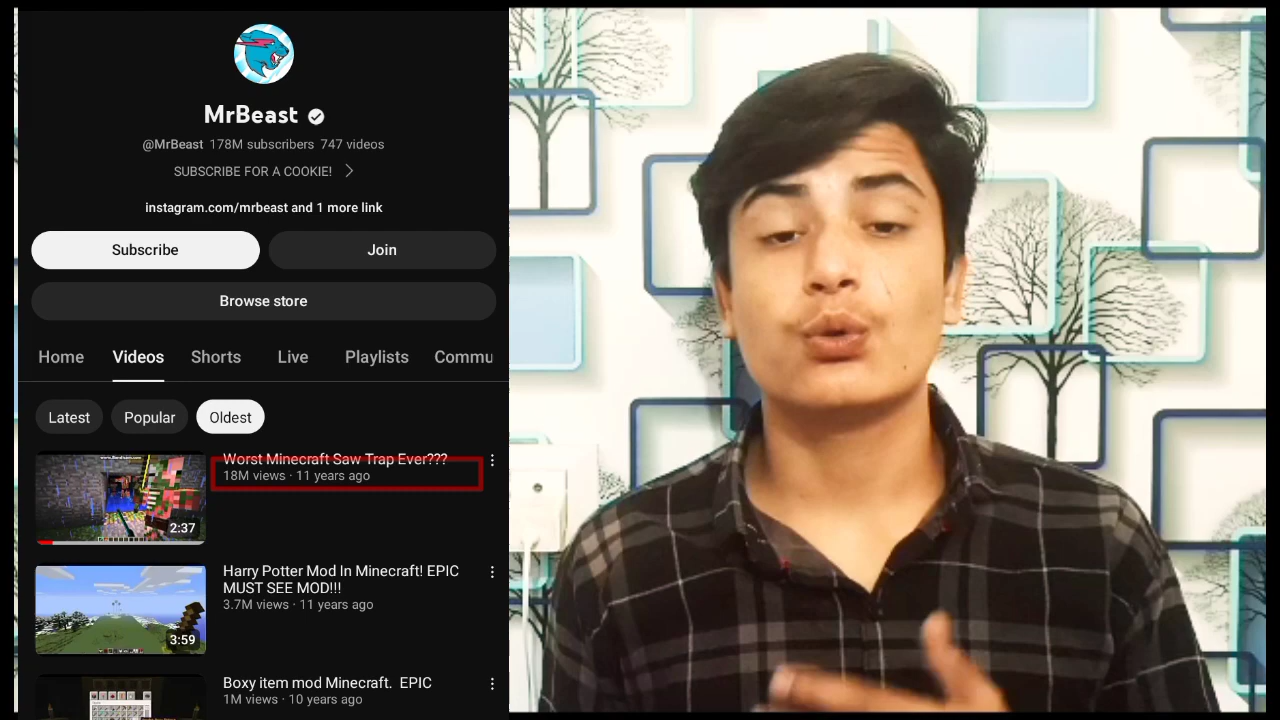 MrBeast
@MrBeast 178M subscribers 747 videos
SUBSCRIBE FOR A COOKIE!
instagram.com/mrbeast and 1 more link
Subscribe
Join
Browse store
Home
Videos
Shorts
Live
Playlists
Commu
Latest
Popular
Oldest
Worst Minecraft Saw Trap Ever???
18M views · 11 years ago
2:37
Harry Potter Mod In Minecraft! EPIC
MUST SEE MOD!!!
3.7M views · 11 years ago
3:59
Boxy item mod Minecraft. EPIC
1M views · 10 years ago